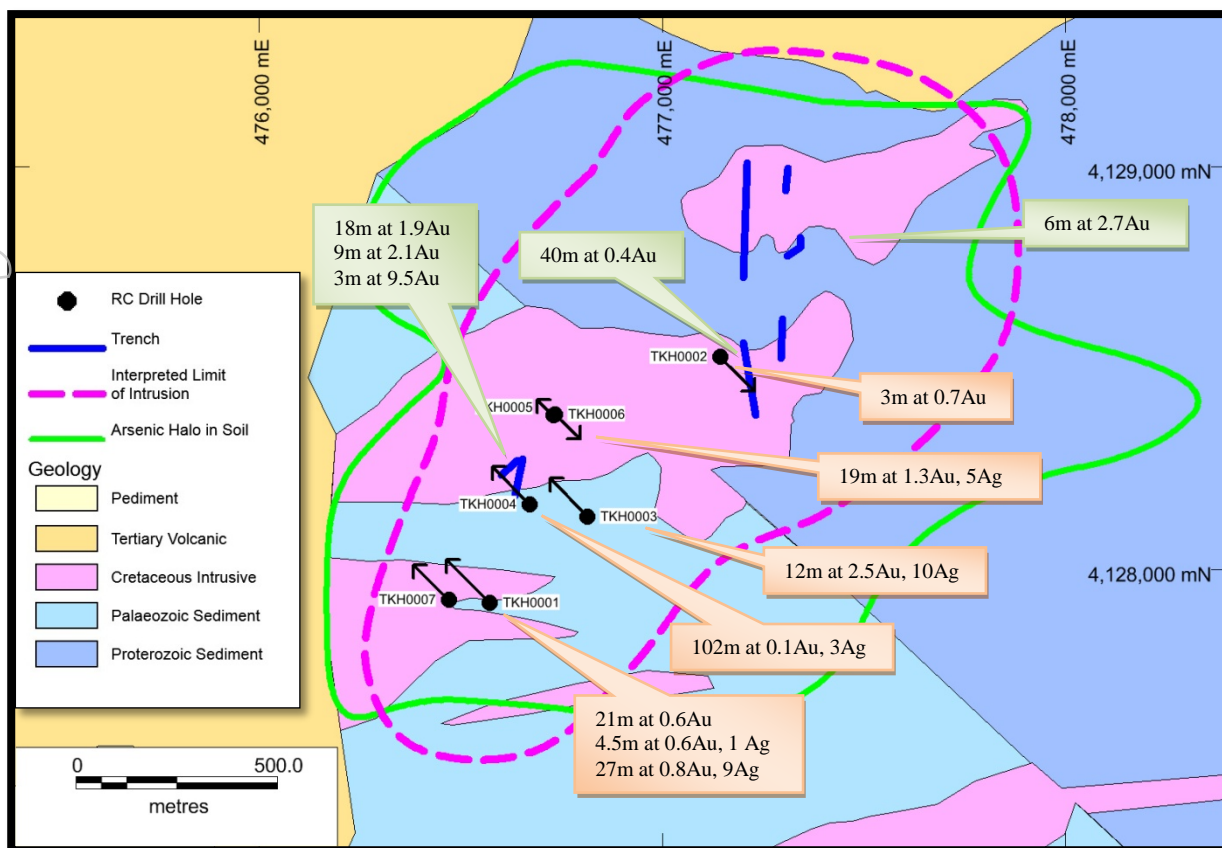 476,000 mE
477,000 mE
478,000 mE
4,129,000 mN
18m at 1.9Au
9m at 2.1Au
3m at 9.5Au
40m at 0.4Au
6m at 2.7Au
RC Drill Hole
Trench
Interpreted Limit
of Intrusion
Arsenic Halo in Soil
Geology
Pediment
Tertiary Volcanic
Cretaceous Intrusive
Palaeozoic Sediment
Proterozoic Sediment
TKH0002
3m at 0.7Au
TKH0005
TKH0006
19m at 1.3Au, 5Ag
TKH0004
TKH0003
12m at 2.5Au, 10Ag
4,128,000 mN
TKH0007
TKH0001
102m at 0.1Au, 3Ag
21m at 0.6Au
4.5m at 0.6Au, 1 Ag
27m at 0.8Au, 9Ag
0 500.0
metres